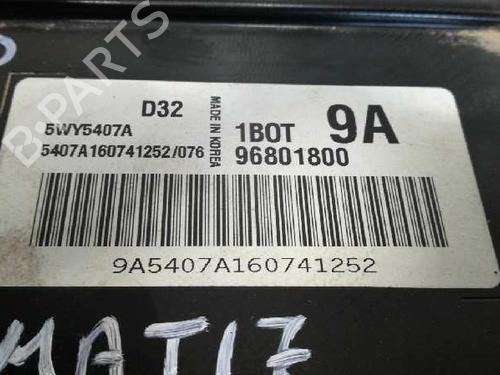 D32
5WY5407A
5407A160741252/076
MADE IN KOREA
1BOT 9A
96801800
9A5407A160741252
MATIZ
B-PARTS